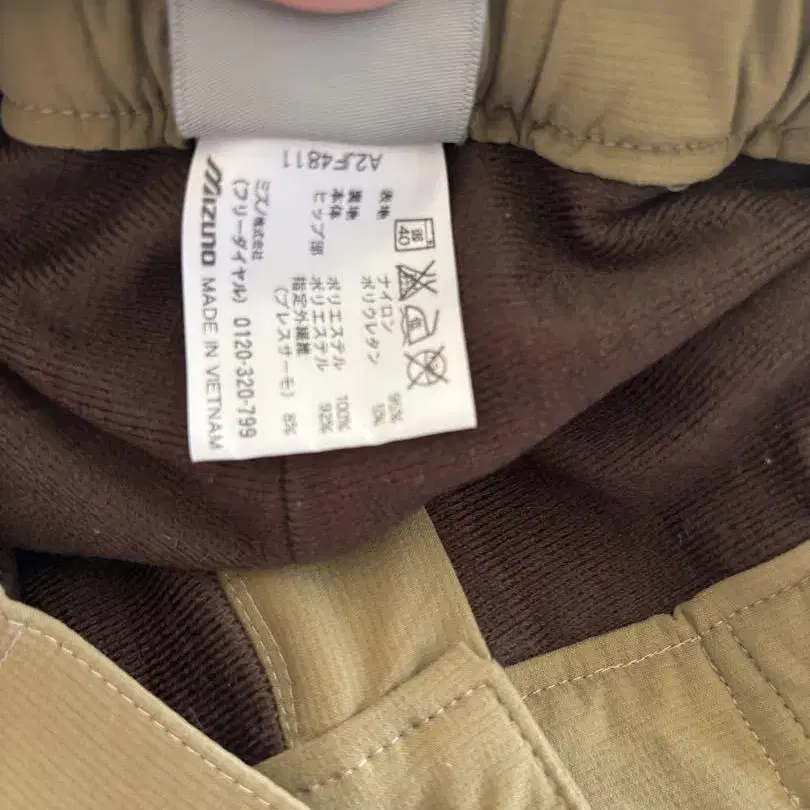 A2JF4811
弱
40
表地 ナイロン 95%
ポリウレタン 5%
裏地
本体 ポリエステル 100%
ヒップ部 ポリエステル 92%
指定外繊維
(ブレスサーモ) 8%
ミズノ株式会社
(フリーダイヤル) 0120-320-799
Mizuno MADE IN VIETNAM